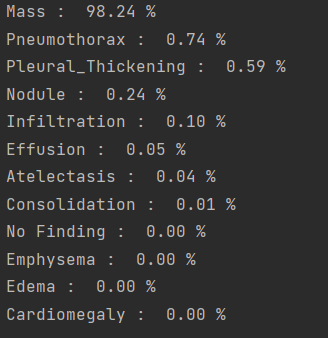 Mass :  98.24 %
Pneumothorax :  0.74 %
Pleural_Thickening :  0.59 %
Nodule :  0.24 %
Infiltration :  0.10 %
Effusion :  0.05 %
Atelectasis :  0.04 %
Consolidation :  0.01 %
No Finding :  0.00 %
Emphysema :  0.00 %
Edema :  0.00 %
Cardiomegaly :  0.00 %